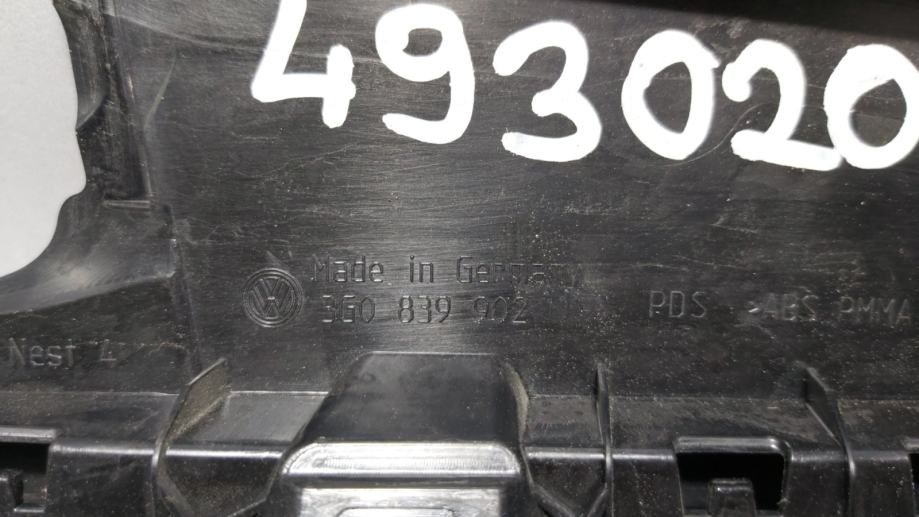 493020
Made in Germany
3G0 839 902
PDS >ABS PMMA
Nest 4